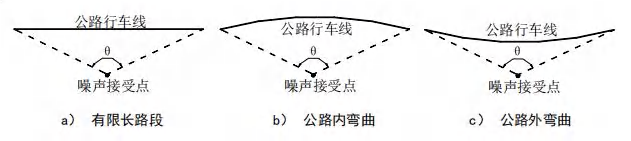 公路行车线
θ
噪声接受点
a） 有限长路段
公路行车线
θ
噪声接受点
b） 公路内弯曲
公路行车线
θ
噪声接受点
c） 公路外弯曲